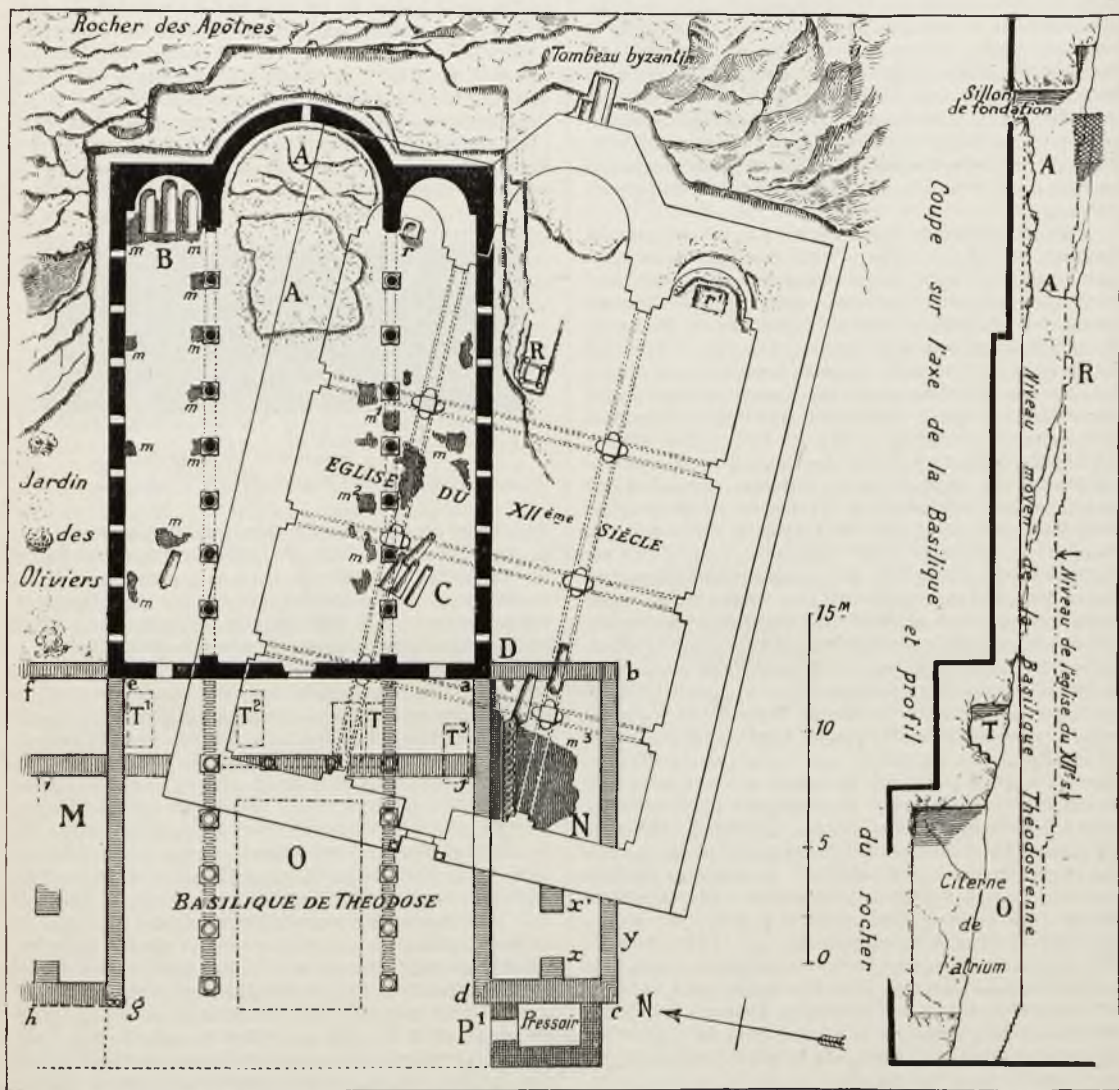 Rocher des Apôtres
Tombeau byzantin
Sillon
de fondation
A
A
A
A
B
m
m
m
m
m
m
m
m
m
m
r
r'
R
R
m¹
m
m²
m
EGLISE
DU
XIIéme
SIÈCLE
Jardin
des
Oliviers
C
D
b
f
e
a
T¹
T²
T
T³
m³
M
N
O
BASILIQUE DE THÉODOSE
x'
x
y
h
g
d
c
P¹
Pressoir
N
15M.
10
5
0
Coupe sur l'axe de la Basilique
et profil
du rocher
Niveau moyen de la Basilique Théodosienne
Niveau de l'église du XIIe s.
T
O
Citerne
de
l'atrium